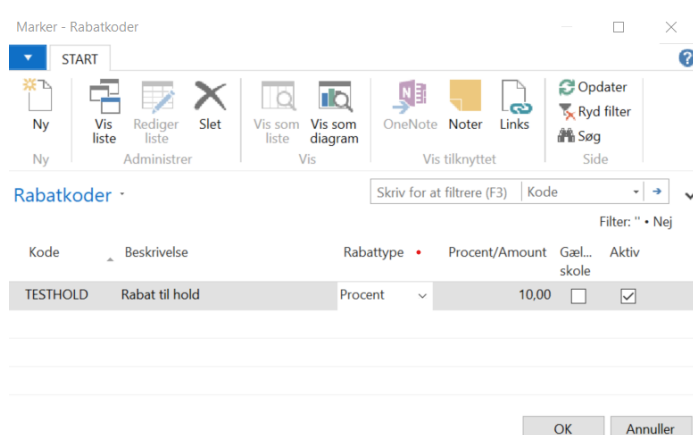 Marker - Rabatkoder
START
Ny
Vis liste
Rediger liste
Slet
Vis som liste
Vis som diagram
OneNote
Noter
Links
Opdater
Ryd filter
Søg
Ny
Administrer
Vis
Vis tilknyttet
Side
Rabatkoder
Skriv for at filtrere (F3) Kode
Filter: '' • Nej
Kode Beskrivelse Rabattype Procent/Amount Gæl... skole Aktiv
TESTHOLD Rabat til hold Procent 10,00
OK Annuller